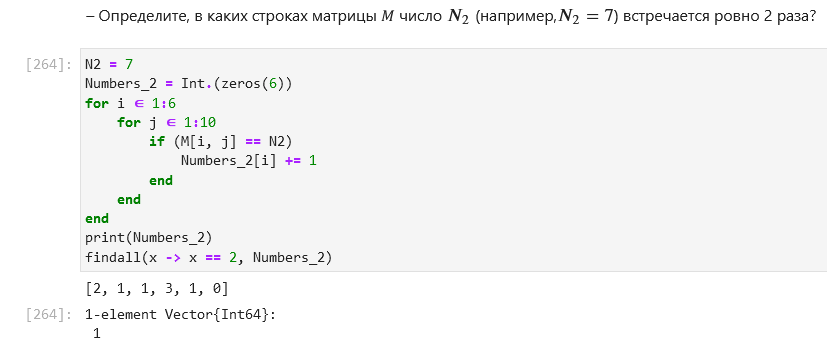 – Определите, в каких строках матрицы M число N₂ (например,N₂ = 7) встречается ровно 2 раза?
[264]: N2 = 7
Numbers_2 = Int.(zeros(6))
for i ∈ 1:6
    for j ∈ 1:10
        if (M[i, j] == N2)
            Numbers_2[i] += 1
        end
    end
end
print(Numbers_2)
findall(x -> x == 2, Numbers_2)
[2, 1, 1, 3, 1, 0]
[264]: 1-element Vector{Int64}:
 1